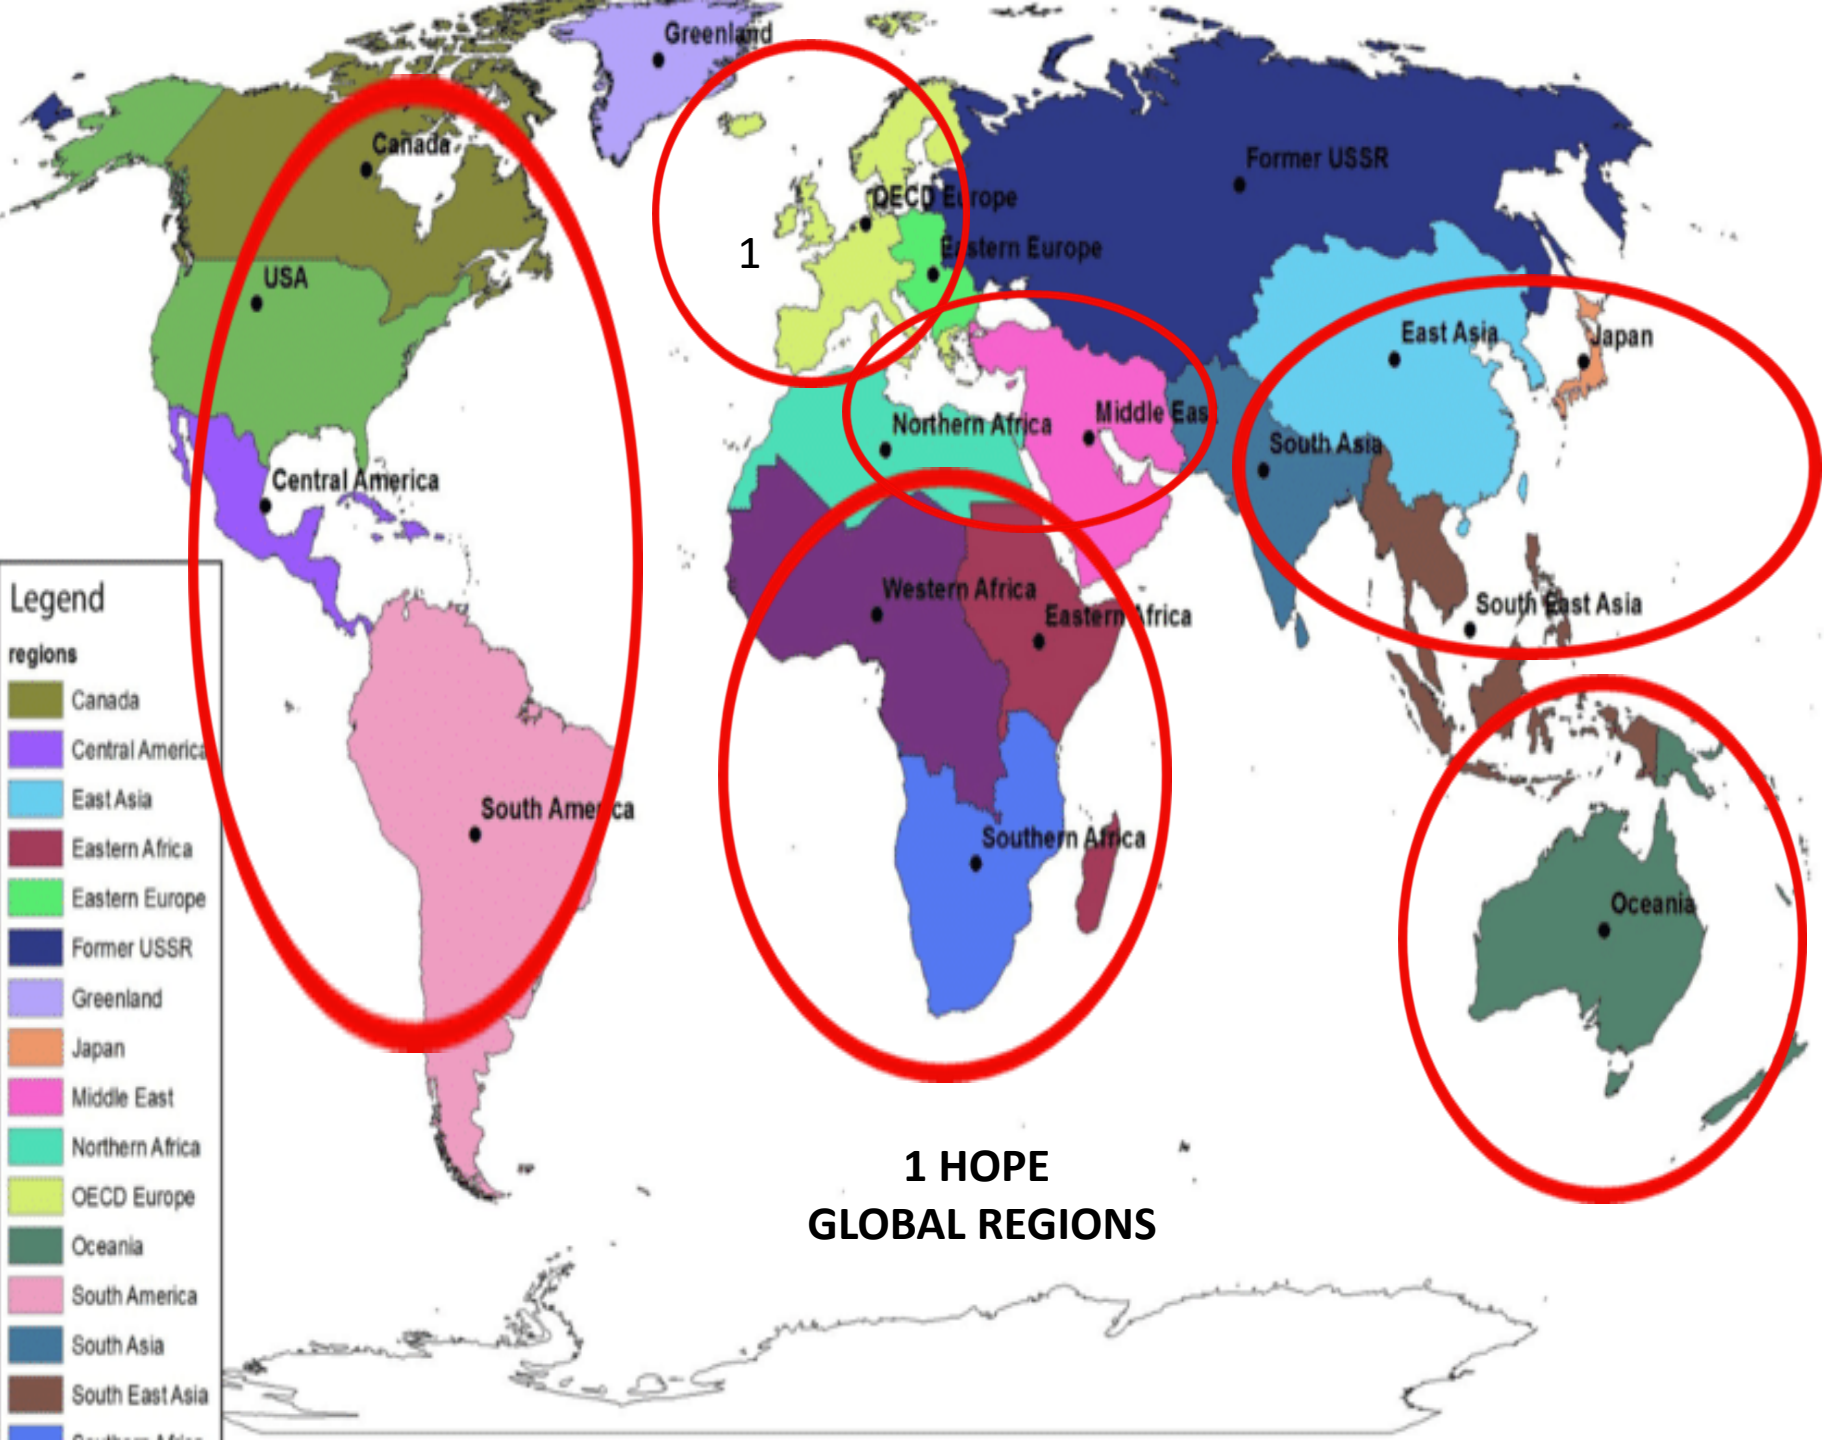 Greenland
Canada
Former USSR
OECD Europe
1
Eastern Europe
USA
East Asia
Japan
Middle Eas
Northern Africa
South Asia
Central America
Western Africa
South East Asia
Eastern Africa
South America
Southern Africa
Oceania
Legend
regions
Canada
Central America
East Asia
Eastern Africa
Eastern Europe
Former USSR
Greenland
Japan
Middle East
Northern Africa
OECD Europe
Oceania
South America
South Asia
South East Asia
Southern Africa
1 HOPE
GLOBAL REGIONS